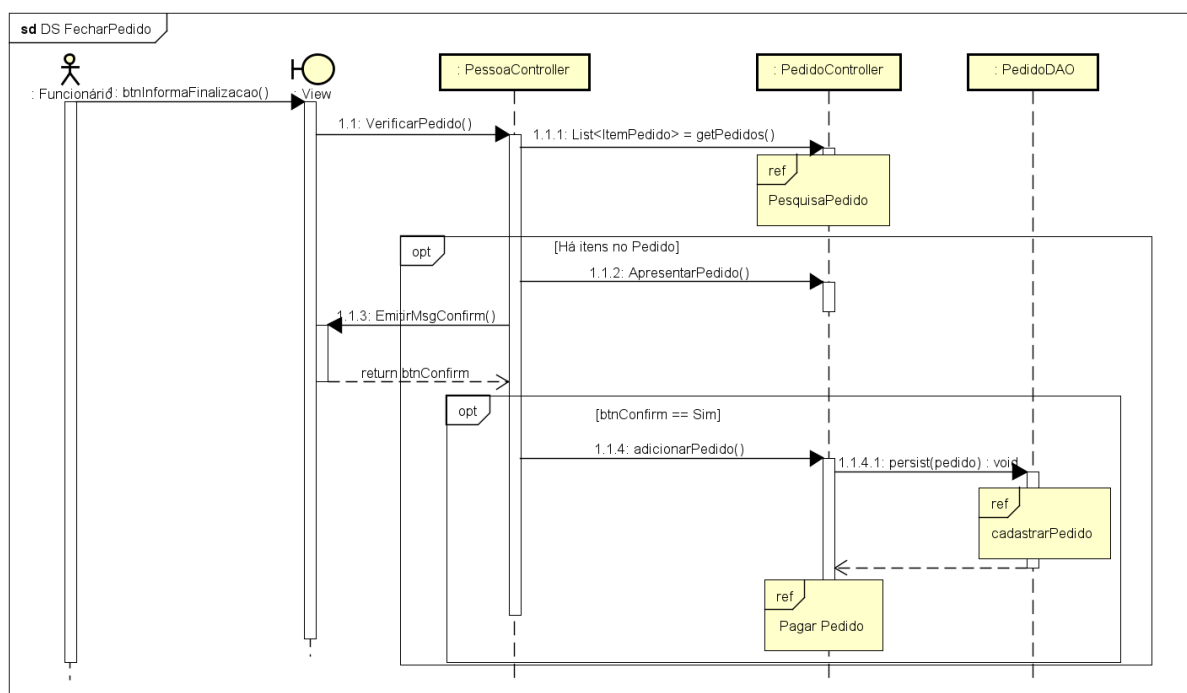 sd DS FecharPedido
: Funcionário
: View
: PessoaController
: PedidoController
: PedidoDAO
1: btnInformaFinalizacao()
1.1: VerificarPedido()
1.1.1: List<ItemPedido> = getPedidos()
ref
PesquisaPedido
opt
[Há itens no Pedido]
1.1.2: ApresentarPedido()
1.1.3: EmitirMsgConfirm()
return btnConfirm
opt
[btnConfirm == Sim]
1.1.4: adicionarPedido()
1.1.4.1: persist(pedido) : void
ref
cadastrarPedido
ref
Pagar Pedido